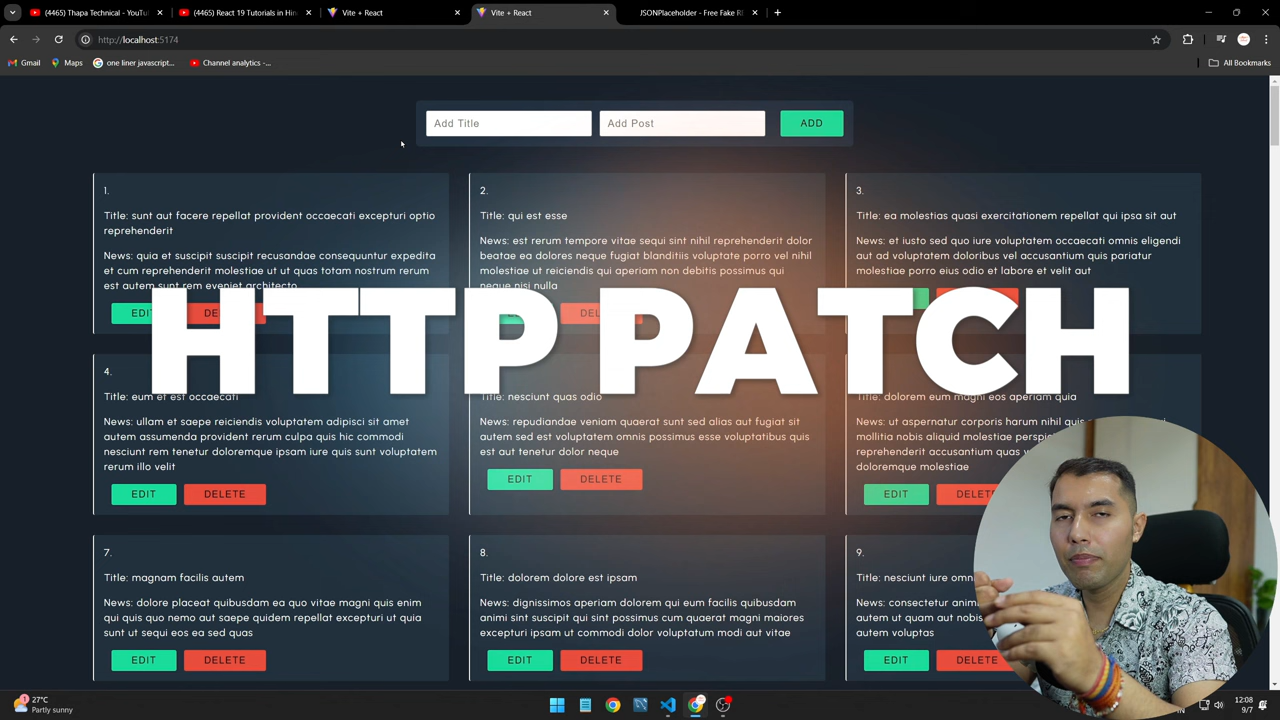 (4465) Thapa Technical - YouTu
(4465) React 19 Tutorials in Hin
Vite + React
Vite + React
JSONPlaceholder - Free Fake RE
http://localhost:5174
Gmail
Maps
one liner javascript...
Channel analytics -...
All Bookmarks
Add Title
Add Post
ADD
1.
Title: sunt aut facere repellat provident occaecati excepturi optio
reprehenderit
News: quia et suscipit suscipit recusandae consequuntur expedita
et cum reprehenderit molestiae ut ut quas totam nostrum rerum
est autem sunt rem eveniet architecto
EDIT
DE
2.
Title: qui est esse
News: est rerum tempore vitae sequi sint nihil reprehenderit dolor
beatae ea dolores neque fugiat blanditiis voluptate porro vel nihil
molestiae ut reiciendis qui aperiam non debitis possimus qui
neque nisi nulla
3.
Title: ea molestias quasi exercitationem repellat qui ipsa sit aut
News: et iusto sed quo iure voluptatem occaecati omnis eligendi
aut ad voluptatem doloribus vel accusantium quis pariatur
molestiae porro eius odio et labore et velit aut
HTTP PATCH
4.
Title: eum et est occaecati
News: ullam et saepe reiciendis voluptatem adipisci sit amet
autem assumenda provident rerum culpa quis hic commodi
nesciunt rem tenetur doloremque ipsam iure quis sunt voluptatem
rerum illo velit
EDIT
DELETE
Title: nesciunt quas odio
News: repudiandae veniam quaerat sunt sed alias aut fugiat sit
autem sed est voluptatem omnis possimus esse voluptatibus quis
est aut tenetur dolor neque
EDIT
DELETE
Title: dolorem eum magni eos aperiam quia
News: ut aspernatur corporis harum nihil quis
mollitia nobis aliquid molestiae
reprehenderit accusantium quas
doloremque molestiae
EDIT
DELETE
7.
Title: magnam facilis autem
News: dolore placeat quibusdam ea quo vitae magni quis enim
qui quis quo nemo aut saepe quidem repellat excepturi ut quia
sunt ut sequi eos ea sed quas
EDIT
DELETE
8.
Title: dolorem dolore est ipsam
News: dignissimos aperiam dolorem qui eum facilis quibusdam
animi sint suscipit qui sint possimus cum quaerat magni maiores
excepturi ipsam ut commodi dolor voluptatum modi aut vitae
EDIT
DELETE
9.
Title: nesciunt iure omn
News: consectetur anim
autem ut quam aut nobis
autem voluptas
EDIT
DELETE
27°C
Partly sunny
12:08
9/7